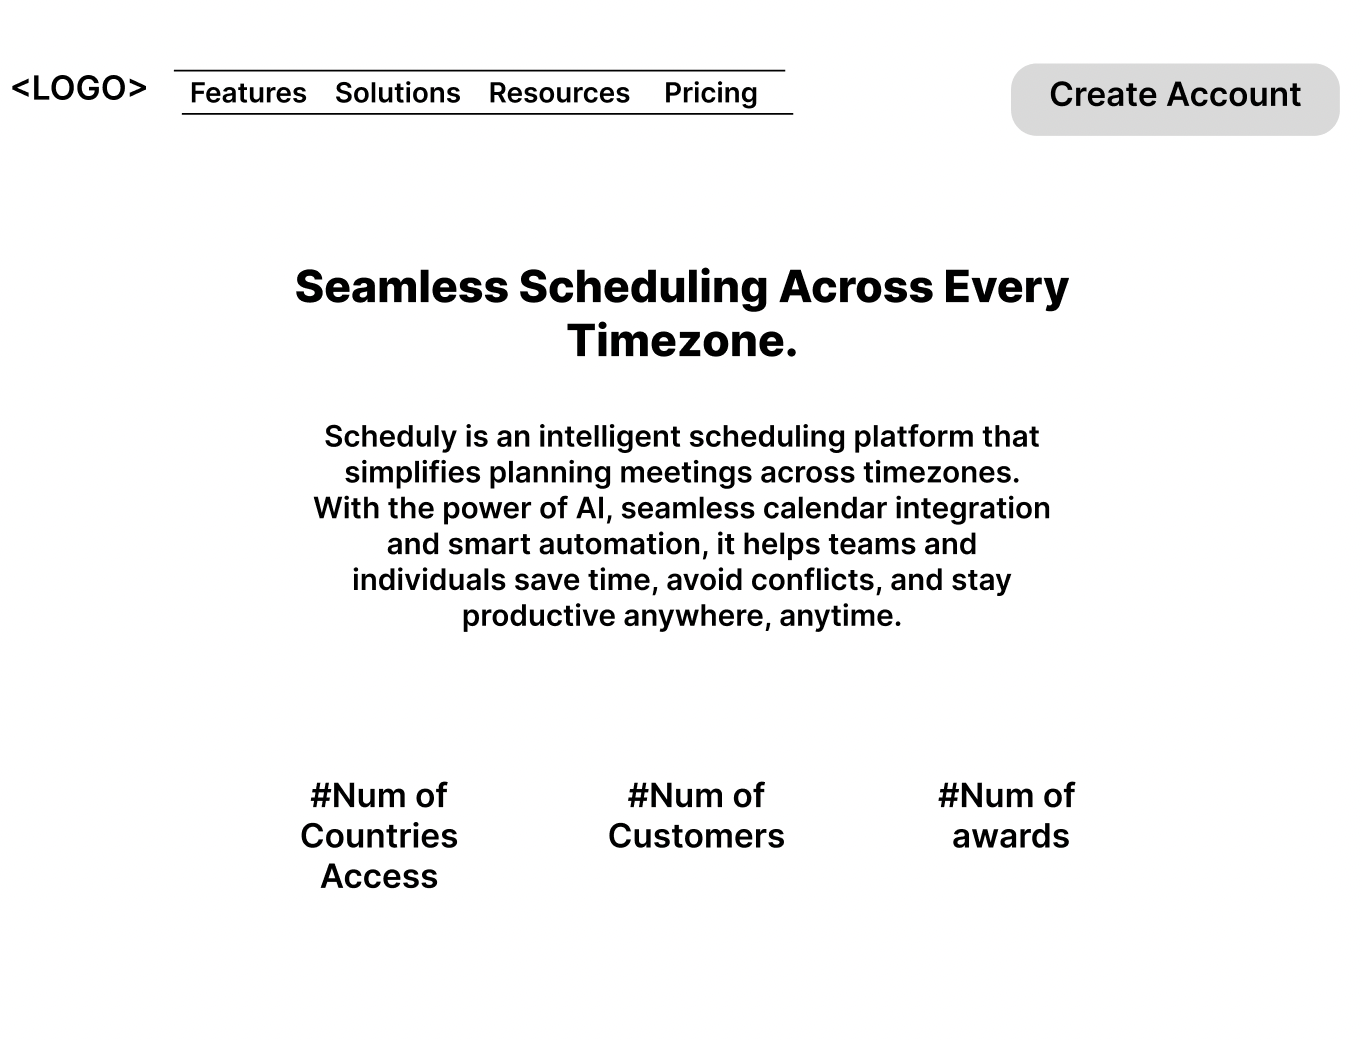 <LOGO>
Features Solutions Resources Pricing
Create Account
Seamless Scheduling Across Every
Timezone.
Scheduly is an intelligent scheduling platform that
simplifies planning meetings across timezones.
With the power of AI, seamless calendar integration
and smart automation, it helps teams and
individuals save time, avoid conflicts, and stay
productive anywhere, anytime.
#Num of
Countries
Access
#Num of
Customers
#Num of
awards